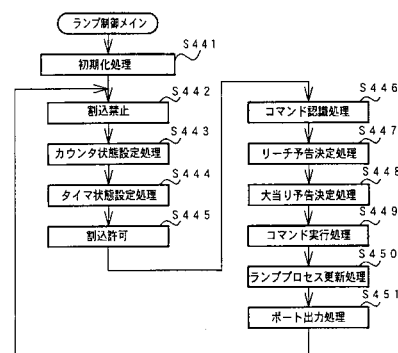 ランプ制御メイン
S441
初期化処理
S442
割込禁止
S443
カウンタ状態設定処理
S444
タイマ状態設定処理
S445
割込許可
S446
コマンド認識処理
S447
リーチ予告決定処理
S448
大当り予告決定処理
S449
コマンド実行処理
S450
ランププロセス更新処理
S451
ポート出力処理